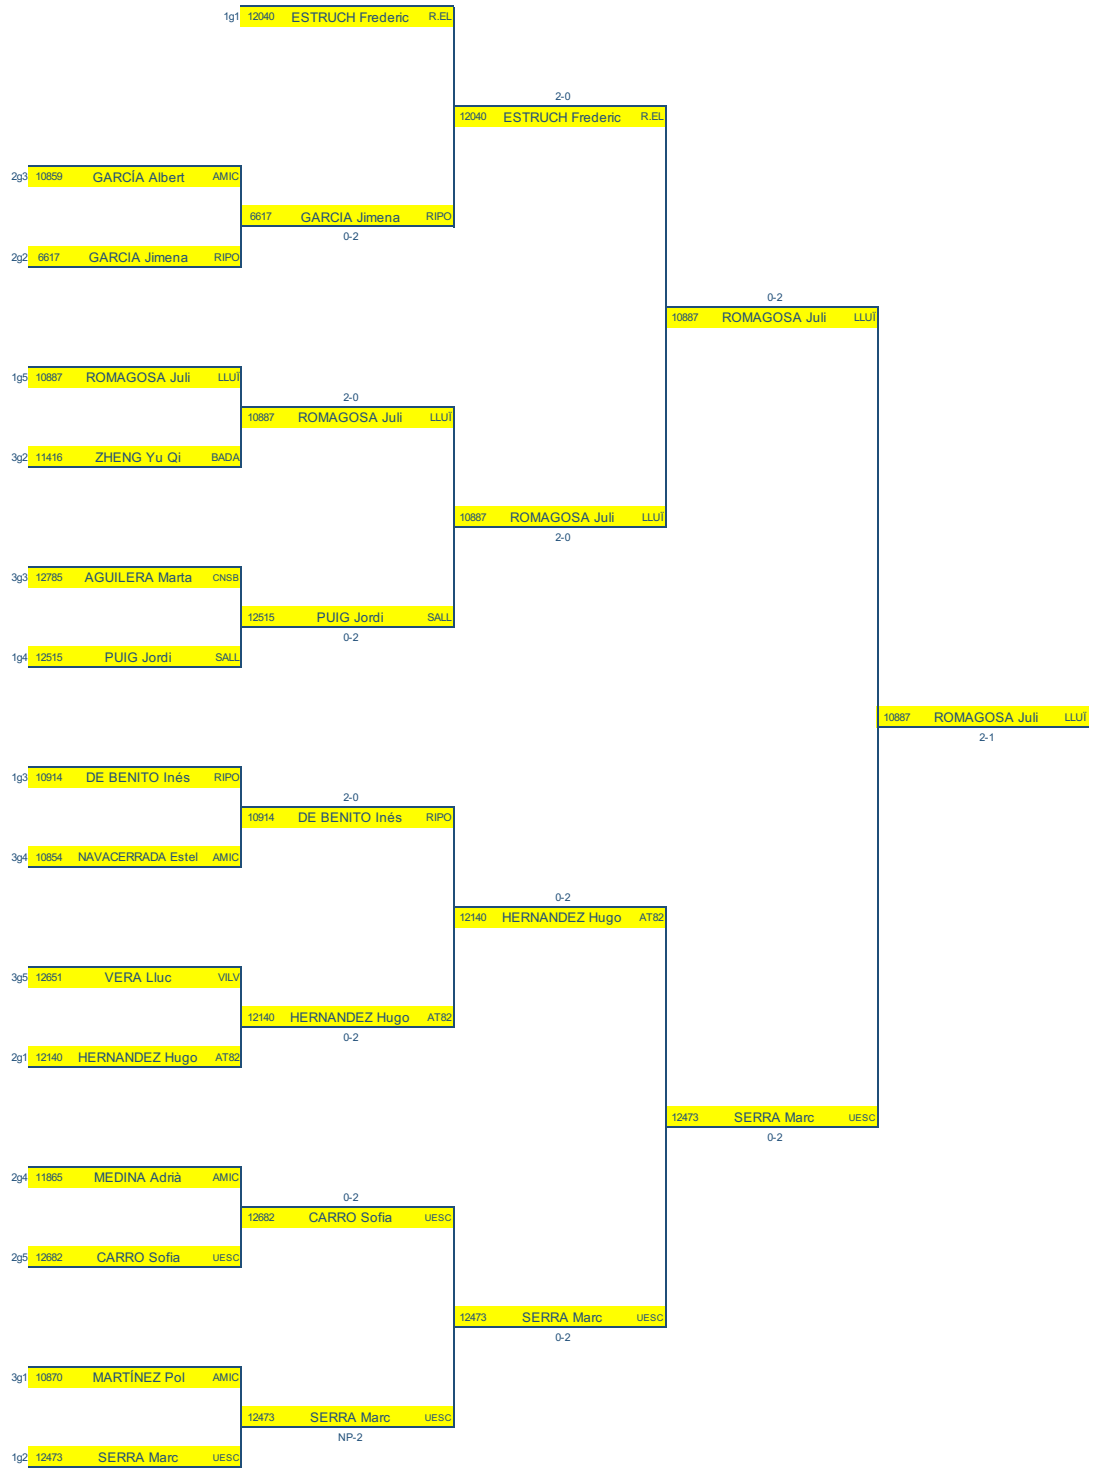 1g1 12040 ESTRUCH Frederic R.EL
2-0
12040 ESTRUCH Frederic R.EL
2g3 10859 GARCÍA Albert AMIC
6617 GARCIA Jimena RIPO
0-2
2g2 6617 GARCIA Jimena RIPO
0-2
10887 ROMAGOSA Juli LLUÏ
1g5 10887 ROMAGOSA Juli LLUÏ
2-0
10887 ROMAGOSA Juli LLUÏ
3g2 11416 ZHENG Yu Qi BADA
10887 ROMAGOSA Juli LLUÏ
2-0
3g3 12785 AGUILERA Marta CNSB
12515 PUIG Jordi SALL
0-2
1g4 12515 PUIG Jordi SALL
10887 ROMAGOSA Juli LLUÏ
2-1
1g3 10914 DE BENITO Inés RIPO
2-0
10914 DE BENITO Inés RIPO
3g4 10854 NAVACERRADA Estel AMIC
0-2
12140 HERNANDEZ Hugo AT82
3g5 12651 VERA Lluc VILV
12140 HERNANDEZ Hugo AT82
0-2
2g1 12140 HERNANDEZ Hugo AT82
12473 SERRA Marc UESC
0-2
2g4 11865 MEDINA Adrià AMIC
0-2
12682 CARRO Sofia UESC
2g5 12682 CARRO Sofia UESC
12473 SERRA Marc UESC
0-2
3g1 10870 MARTÍNEZ Pol AMIC
12473 SERRA Marc UESC
NP-2
1g2 12473 SERRA Marc UESC